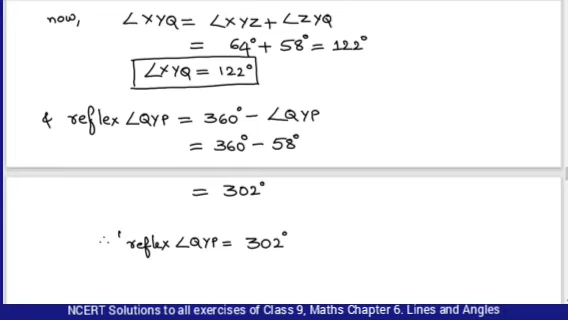 now, ∠XYQ = ∠XYZ + ∠ZYQ
= 64° + 58° = 122°
∠XYQ = 122°
& reflex ∠QYP = 360° - ∠QYP
= 360° - 58°
= 302°
∴ reflex ∠QYP = 302°
NCERT Solutions to all exercises of Class 9, Maths Chapter 6. Lines and Angles